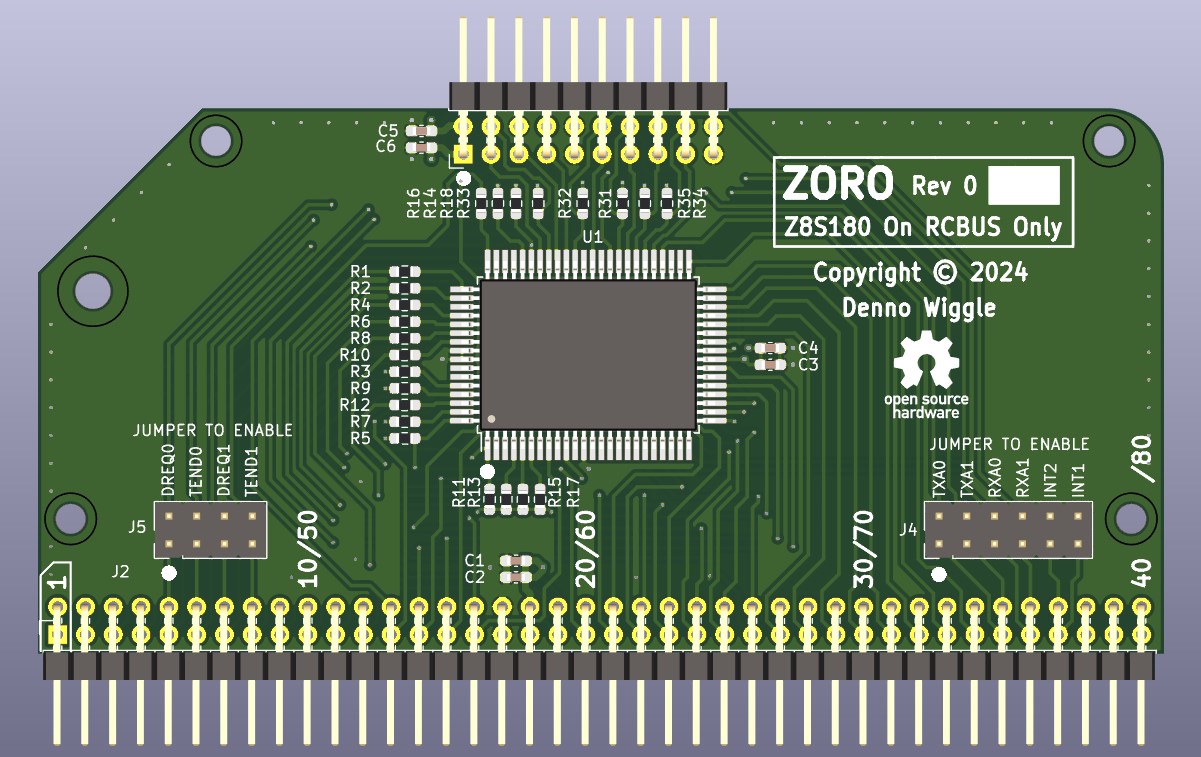 C5
C6
ZORO Rev 0
Z8S180 On RCBUS Only
R16
R14
R18
R33
R32
R31
R35
R34
U1
Copyright © 2024
Denno Wiggle
R1
R2
R4
R6
R8
R10
R3
R9
R12
R7
R5
C4
C3
open source
hardware
JUMPER TO ENABLE
DREQ0
TEND0
DREQ1
TEND1
J5
J2
R11
R13
R15
R17
C1
C2
JUMPER TO ENABLE
TXA0
TXA1
RXA0
RXA1
INT2
INT1
J4
/80
1
10/50
20/60
30/70
40